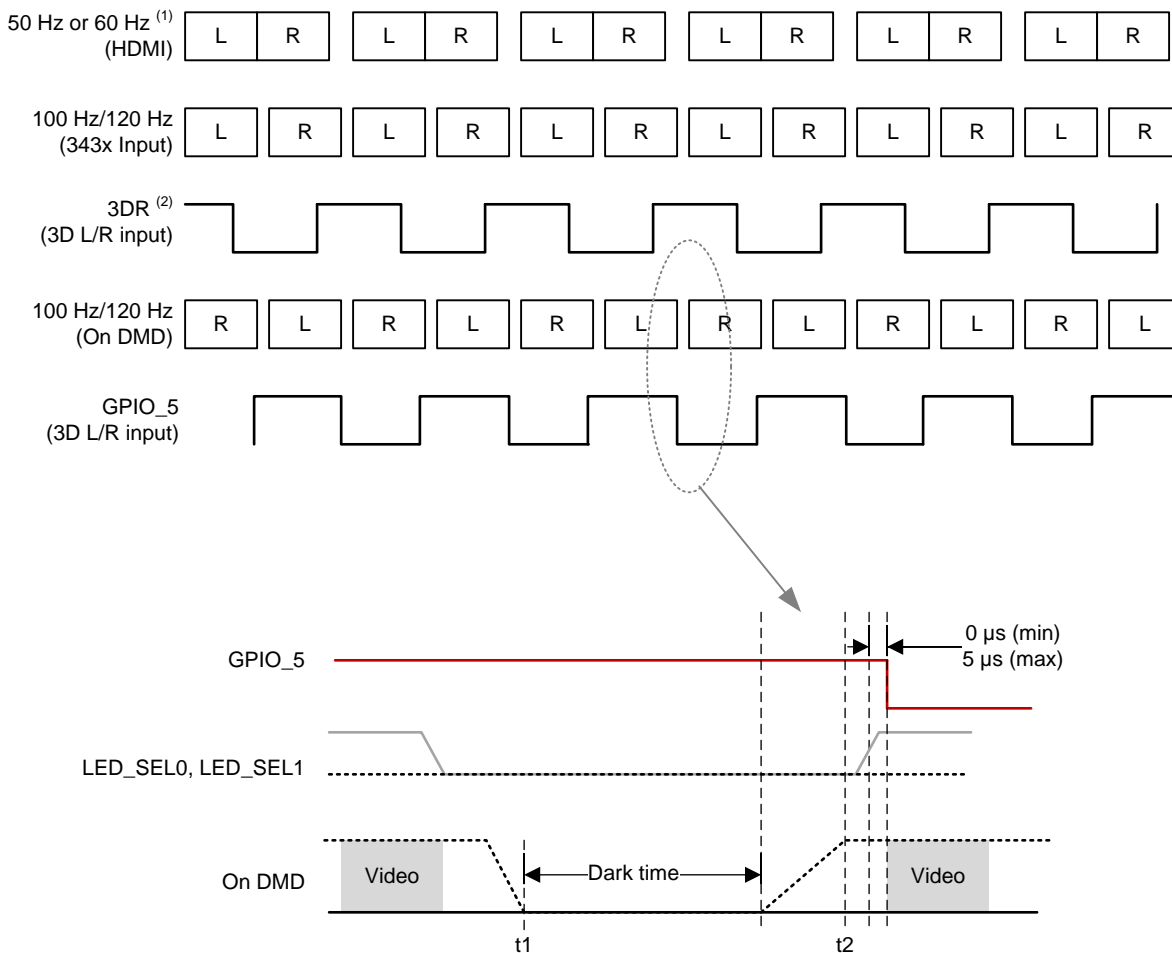 50 Hz or 60 Hz (1)
(HDMI)
L R L R L R L R L R L R
100 Hz/120 Hz
(343x Input)
L R L R L R L R L R L R
3DR (2)
(3D L/R input)
100 Hz/120 Hz
(On DMD)
R L R L R L R L R L R L
GPIO_5
(3D L/R input)
0 µs (min)
5 µs (max)
GPIO_5
LED_SEL0, LED_SEL1
On DMD
Video
Dark time
Video
t1
t2